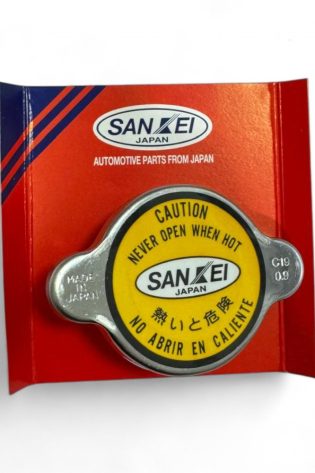 SANKEI
JAPAN
AUTOMOTIVE PARTS FROM JAPAN
CAUTION
NEVER OPEN WHEN HOT
SANKEI
JAPAN
熱いと危険
NO ABRIR EN CALIENTE
MADE
IN
JAPAN
C19
0.9